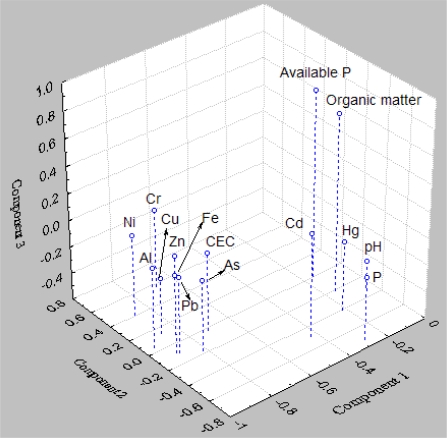 Available P
Organic matter
1.0
0.8
0.6
0.4
0.2
0.0
-0.2
-0.4
Component 3
Cr
Cu
Fe
Ni
Zn
CEC
Cd
Hg
pH
Al
As
P
Pb
0.8
0.6
0.4
0.2
0.0
-0.2
-0.4
-0.6
-0.8
Component2
-1
-0.8
-0.6
-0.4
-0.2
0
Component 1